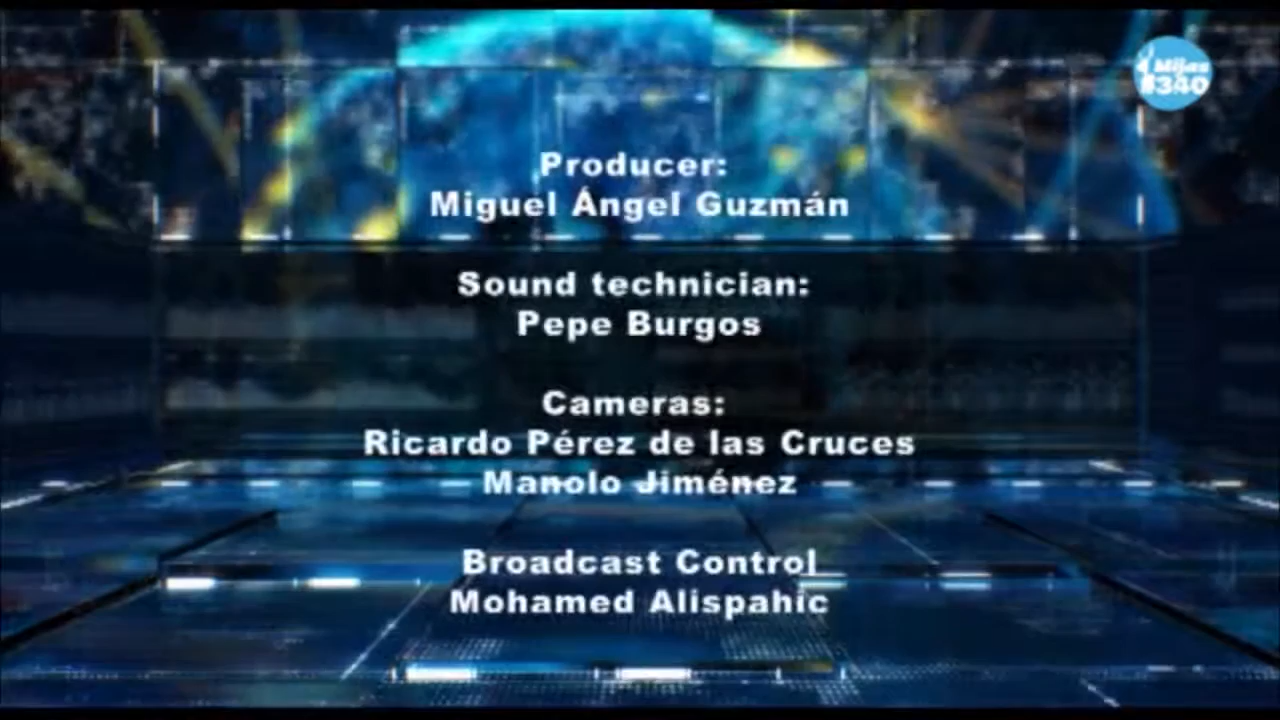 Mijas
340
Producer:
Miguel Ángel Guzmán
Sound technician:
Pepe Burgos
Cameras:
Ricardo Pérez de las Cruces
Manolo Jiménez
Broadcast Control
Mohamed Alispahic